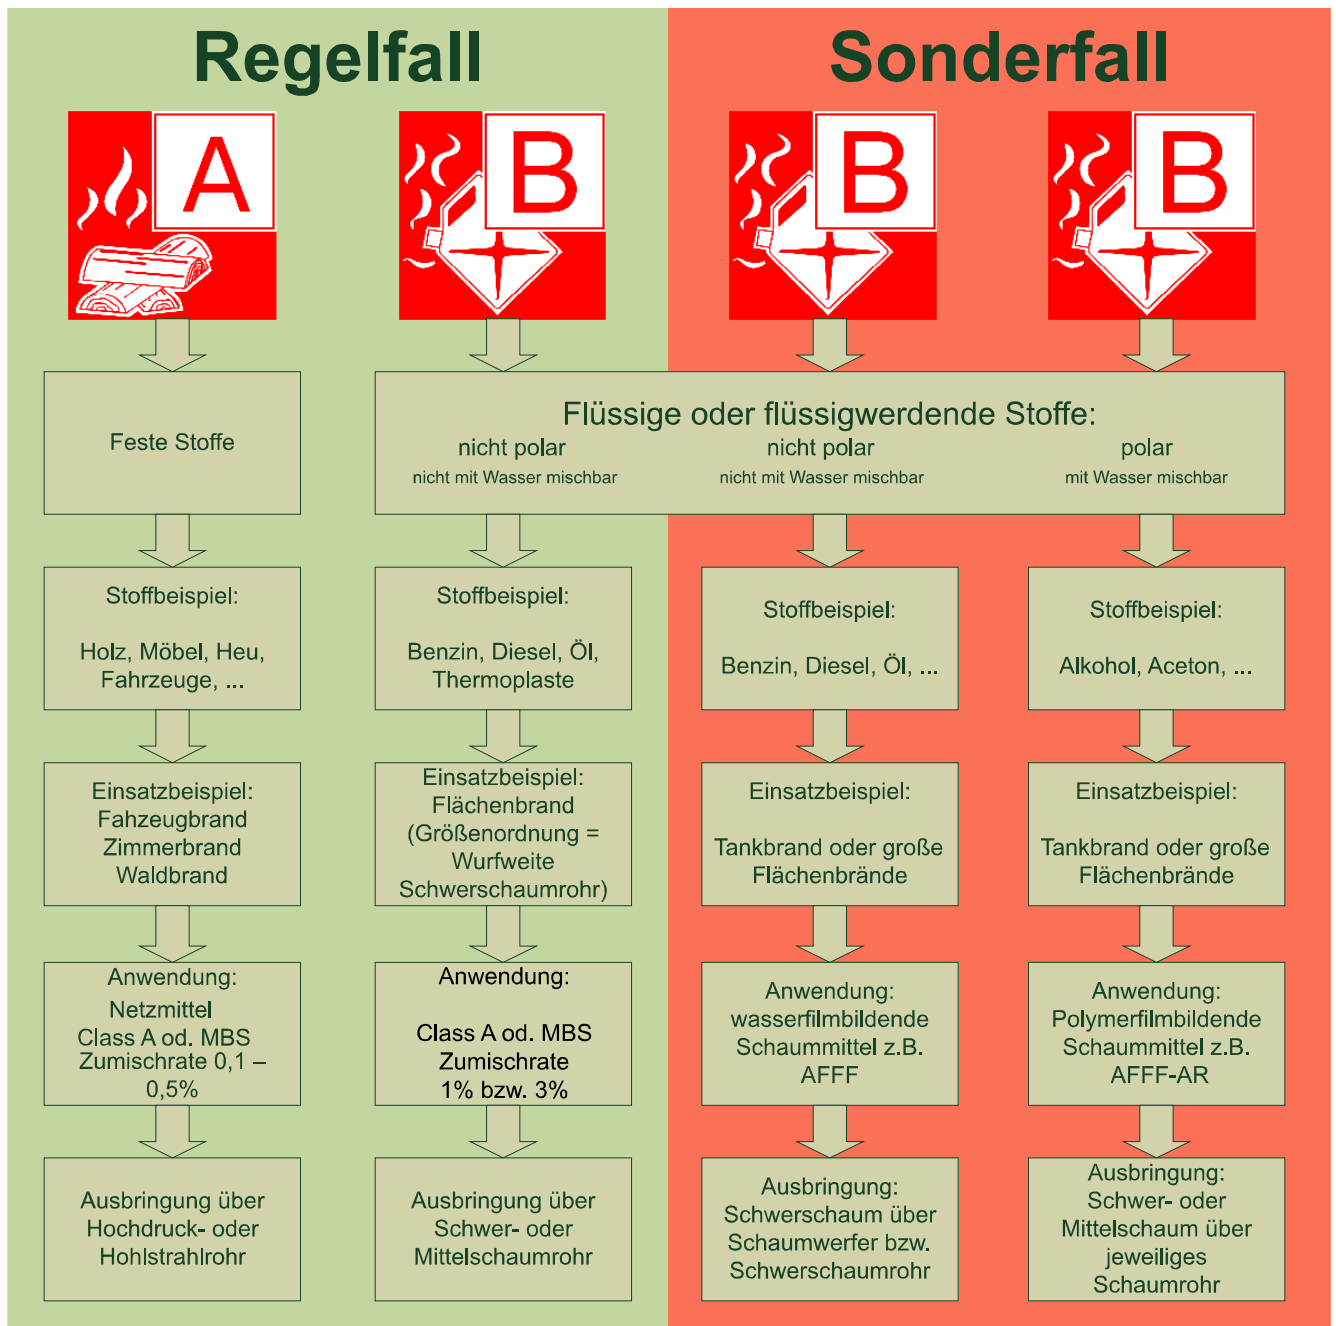 Regelfall
Sonderfall
A
B
B
B
Feste Stoffe
Flüssige oder flüssigwerdende Stoffe:
nicht polar
nicht mit Wasser mischbar
nicht polar
nicht mit Wasser mischbar
polar
mit Wasser mischbar
Stoffbeispiel:
Holz, Möbel, Heu,
Fahrzeuge, ...
Stoffbeispiel:
Benzin, Diesel, Öl,
Thermoplaste
Stoffbeispiel:
Benzin, Diesel, Öl, ...
Stoffbeispiel:
Alkohol, Aceton, ...
Einsatzbeispiel:
Fahzeugbrand
Zimmerbrand
Waldbrand
Einsatzbeispiel:
Flächenbrand
(Größenordnung =
Wurfweite
Schwerschaumrohr)
Einsatzbeispiel:
Tankbrand oder große
Flächenbrände
Einsatzbeispiel:
Tankbrand oder große
Flächenbrände
Anwendung:
Netzmittel
Class A od. MBS
Zumischrate 0,1 –
0,5%
Anwendung:
Class A od. MBS
Zumischrate
1% bzw. 3%
Anwendung:
wasserfilmbildende
Schaummittel z.B.
AFFF
Anwendung:
Polymerfilmbildende
Schaummittel z.B.
AFFF-AR
Ausbringung über
Hochdruck- oder
Hohlstrahlrohr
Ausbringung über
Schwer- oder
Mittelschaumrohr
Ausbringung:
Schwerschaum über
Schaumwerfer bzw.
Schwerschaumrohr
Ausbringung:
Schwer- oder
Mittelschaum über
jeweiliges
Schaumrohr